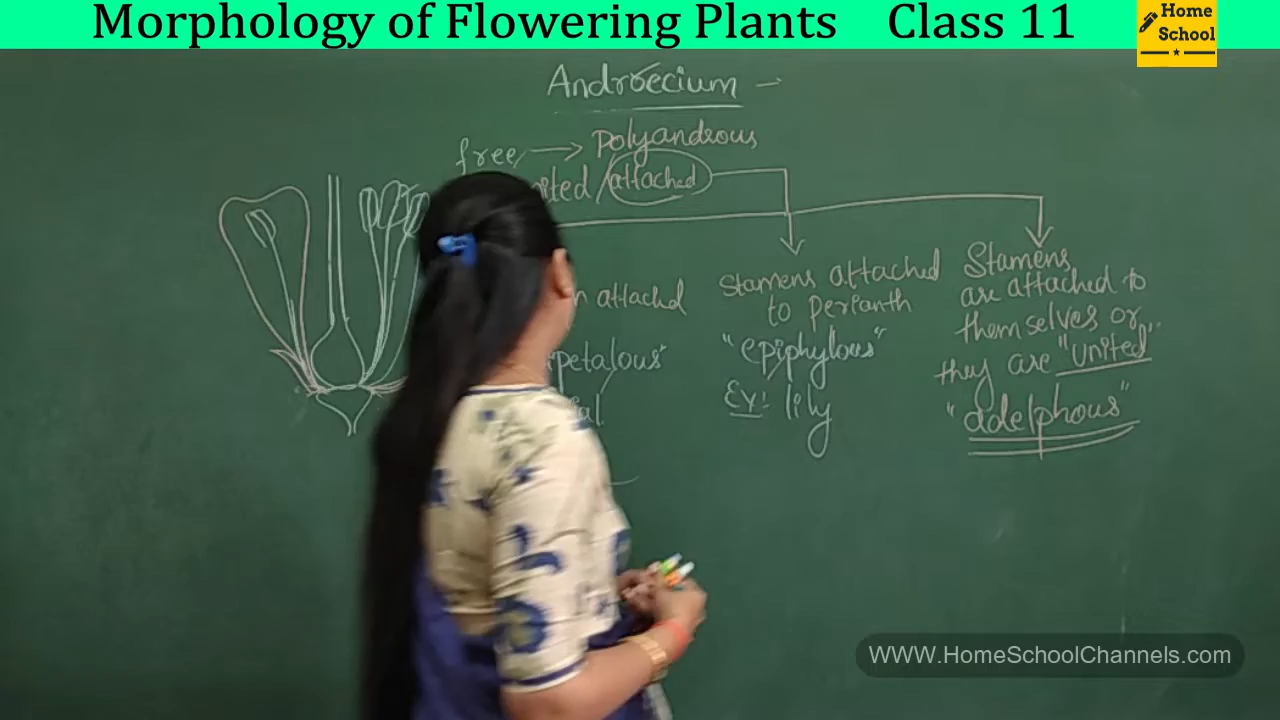 Morphology of Flowering Plants Class 11
Home
School
Androecium →
free → Polyandrous
/attached
attached
petalous"
Stamens attached
to perianth
"epiphylous"
Ex: lily
Stamens
are attached to
themselves or
they are "united"
"adelphous"
WWW.HomeSchoolChannels.com